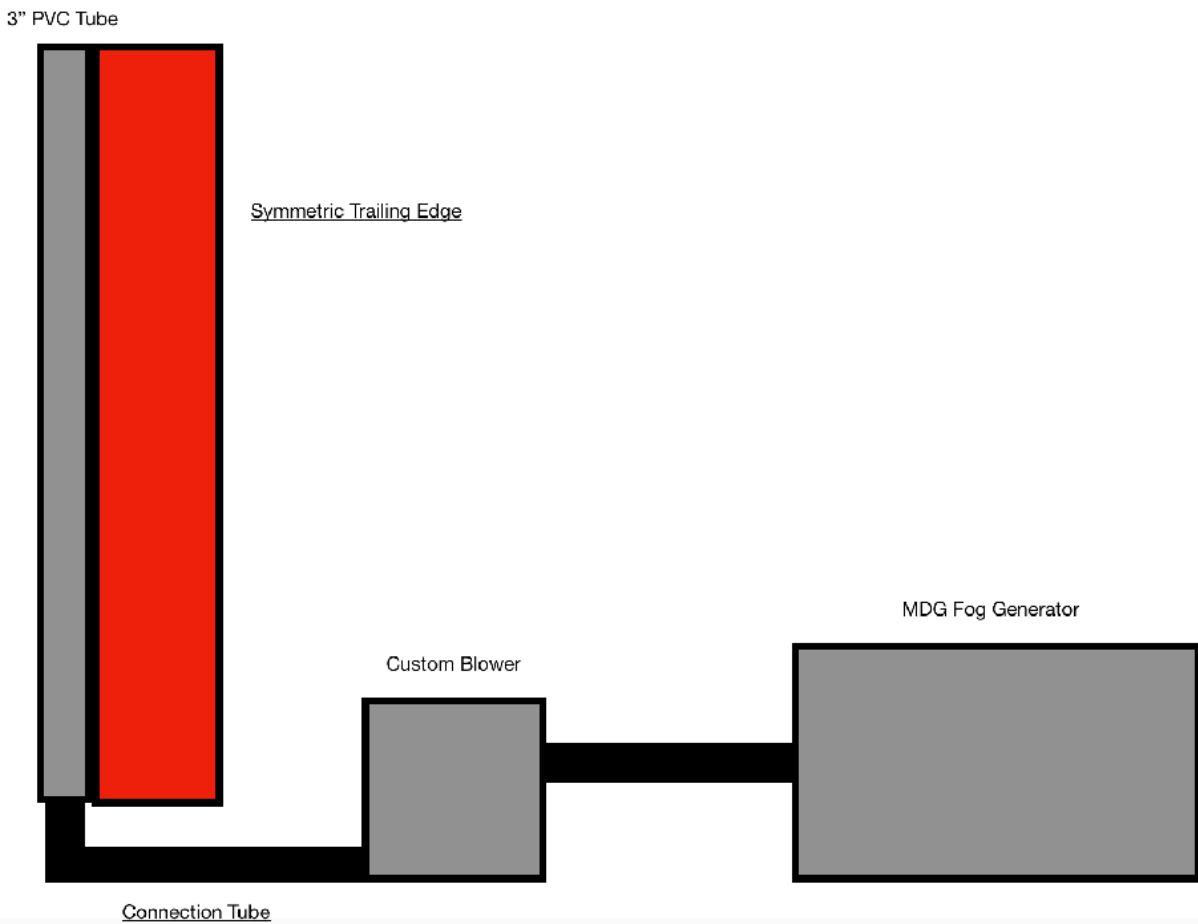 3” PVC Tube
Symmetric Trailing Edge
MDG Fog Generator
Custom Blower
Connection Tube